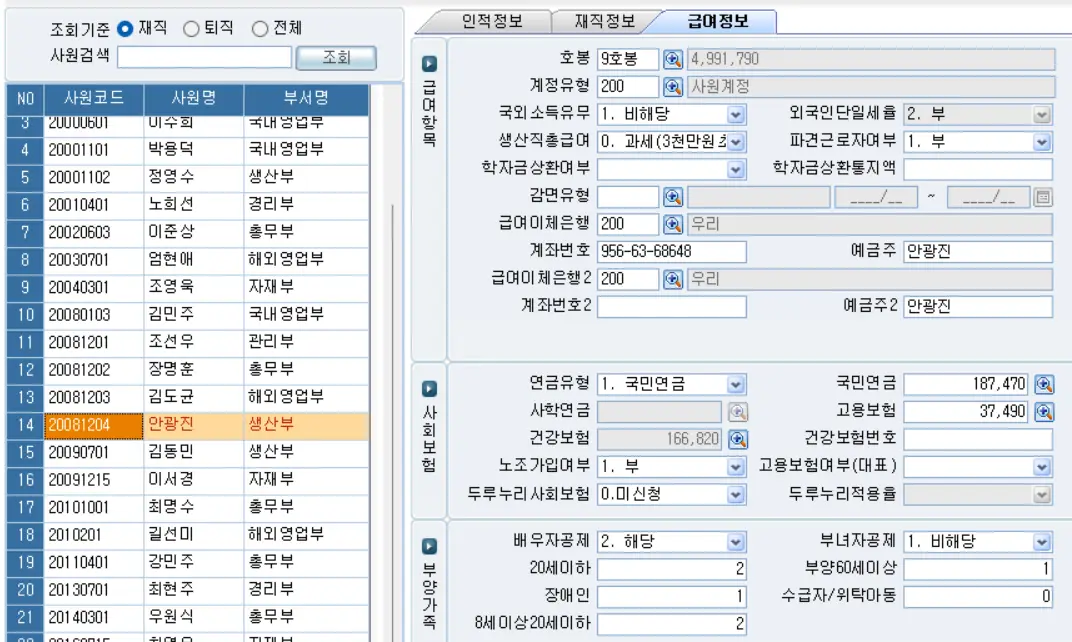 조회기준 재직 퇴직 전체
사원검색 조회
NO 사원코드 사원명 부서명
3 20000601 이수희 국내영업부
4 20001101 박용덕 국내영업부
5 20001102 정영수 생산부
6 20010401 노희선 경리부
7 20020603 이준상 총무부
8 20030701 엄현애 해외영업부
9 20040301 조영욱 자재부
10 20080103 김민주 국내영업부
11 20081201 조선우 관리부
12 20081202 장명훈 총무부
13 20081203 김도균 해외영업부
14 20081204 안광진 생산부
15 20090701 김동민 생산부
16 20091215 이서경 자재부
17 20101001 최명수 총무부
18 2010201 길선미 해외영업부
19 20110401 강민주 총무부
20 20130701 최현주 경리부
21 20140301 우원식 총무부
인적정보 재직정보 급여정보
급여항목
호봉 9호봉 4,991,790
계정유형 200 사원계정
국외소득유무 1. 비해당 외국인단일세율 2. 부
생산직총급여 0. 과세(3천만원초 파견근로자여부 1. 부
학자금상환여부 학자금상환통지액
감면유형 ____/__ ~ ____/__
급여이체은행 200 우리
계좌번호 956-63-68648 예금주 안광진
급여이체은행2 200 우리
계좌번호2 예금주2 안광진
사회보험
연금유형 1. 국민연금 국민연금 187,470
사학연금 고용보험 37,490
건강보험 166,820 건강보험번호
노조가입여부 1. 부 고용보험여부(대표)
두루누리사회보험 0.미신청 두루누리적용율
부양가족
배우자공제 2. 해당 부녀자공제 1. 비해당
20세이하 2 부양60세이상 1
장애인 1 수급자/위탁아동 0
8세이상20세이하 2